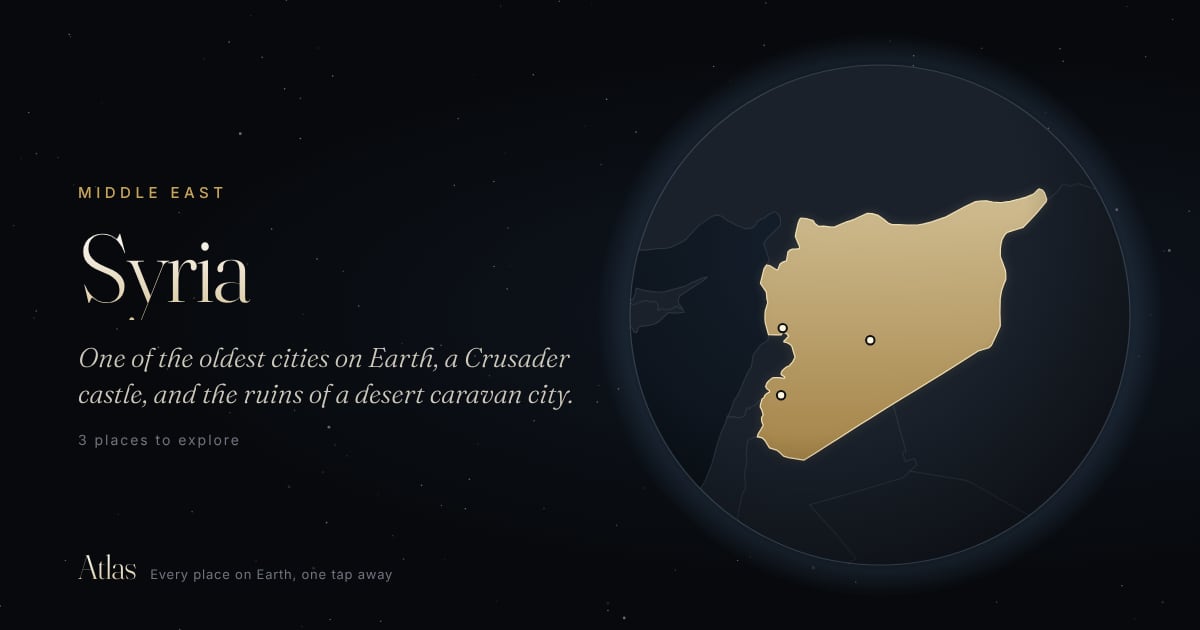 MIDDLE EAST
Syria
One of the oldest cities on Earth, a Crusader
castle, and the ruins of a desert caravan city.
3 places to explore
Atlas Every place on Earth, one tap away